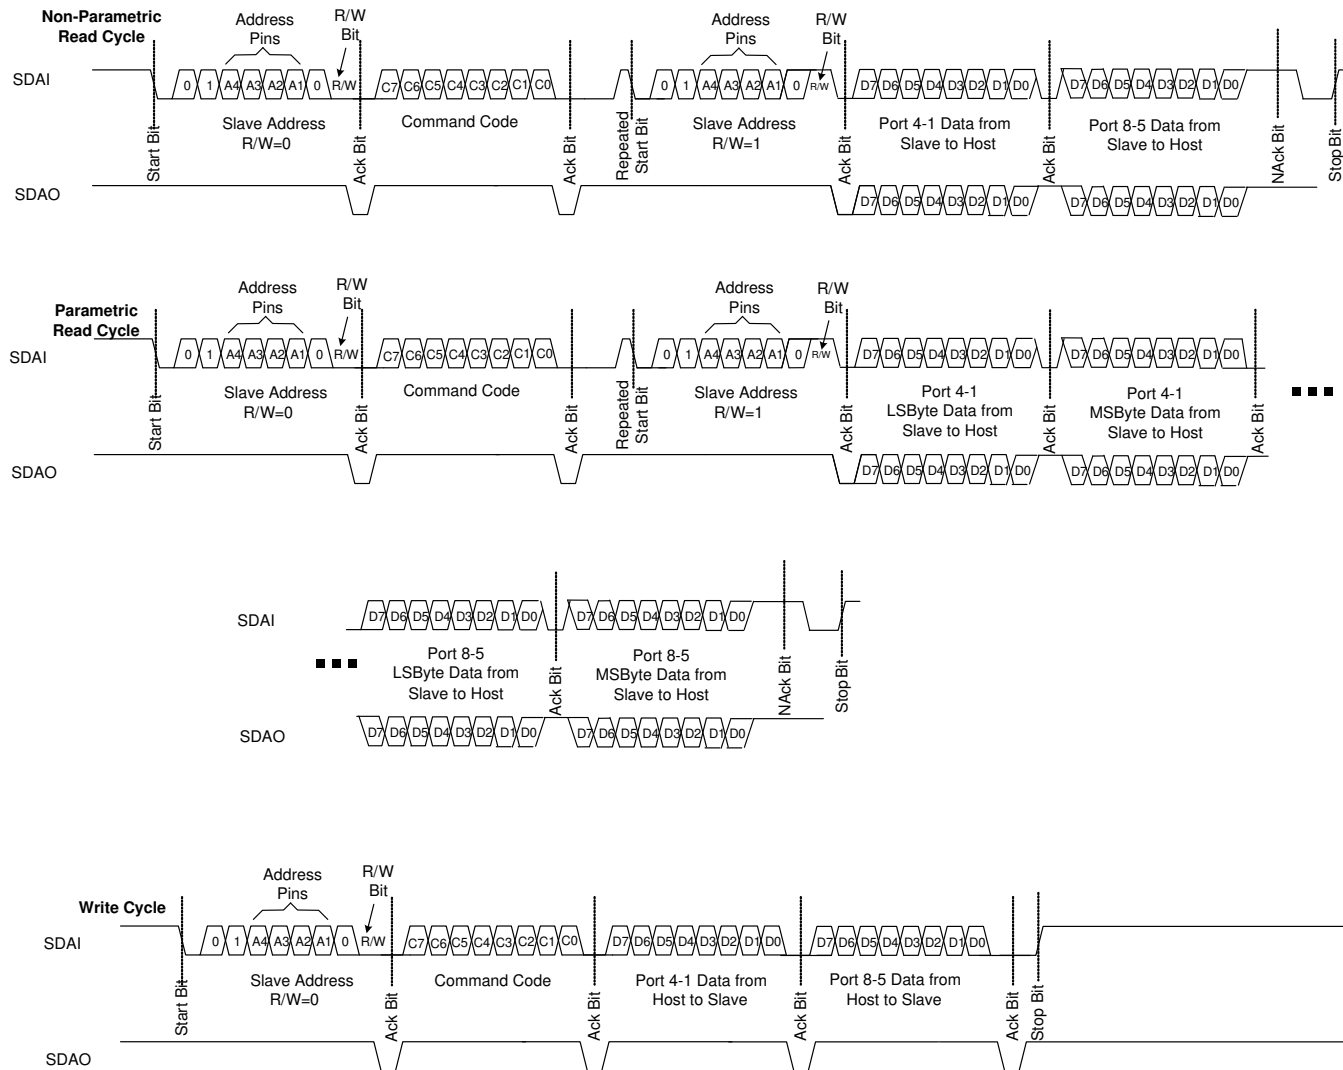 Non-Parametric
Read Cycle
Address
Pins
R/W
Bit
Address
Pins
R/W
Bit
SDAI
0 1 A4 A3 A2 A1 0 R/W C7 C6 C5 C4 C3 C2 C1 C0 0 1 A4 A3 A2 A1 0 R/W D7 D6 D5 D4 D3 D2 D1 D0 D7 D6 D5 D4 D3 D2 D1 D0
Start Bit
Slave Address
R/W=0
Ack Bit
Command Code
Ack Bit
Repeated
Start Bit
Slave Address
R/W=1
Ack Bit
Port 4-1 Data from
Slave to Host
Ack Bit
Port 8-5 Data from
Slave to Host
NAck Bit
Stop Bit
SDAO
D7 D6 D5 D4 D3 D2 D1 D0 D7 D6 D5 D4 D3 D2 D1 D0
Parametric
Read Cycle
Address
Pins
R/W
Bit
Address
Pins
R/W
Bit
SDAI
0 1 A4 A3 A2 A1 0 R/W C7 C6 C5 C4 C3 C2 C1 C0 0 1 A4 A3 A2 A1 0 R/W D7 D6 D5 D4 D3 D2 D1 D0 D7 D6 D5 D4 D3 D2 D1 D0
Start Bit
Slave Address
R/W=0
Ack Bit
Command Code
Ack Bit
Repeated
Start Bit
Slave Address
R/W=1
Ack Bit
Port 4-1
LSByte Data from
Slave to Host
Ack Bit
Port 4-1
MSByte Data from
Slave to Host
Ack Bit
SDAO
D7 D6 D5 D4 D3 D2 D1 D0 D7 D6 D5 D4 D3 D2 D1 D0
SDAI
D7 D6 D5 D4 D3 D2 D1 D0 D7 D6 D5 D4 D3 D2 D1 D0
Port 8-5
LSByte Data from
Slave to Host
Ack Bit
Port 8-5
MSByte Data from
Slave to Host
NAck Bit
Stop Bit
SDAO
D7 D6 D5 D4 D3 D2 D1 D0 D7 D6 D5 D4 D3 D2 D1 D0
Write Cycle
Address
Pins
R/W
Bit
SDAI
0 1 A4 A3 A2 A1 0 R/W C7 C6 C5 C4 C3 C2 C1 C0 D7 D6 D5 D4 D3 D2 D1 D0 D7 D6 D5 D4 D3 D2 D1 D0
Start Bit
Slave Address
R/W=0
Ack Bit
Command Code
Ack Bit
Port 4-1 Data from
Host to Slave
Ack Bit
Port 8-5 Data from
Host to Slave
Ack Bit
Stop Bit
SDAO